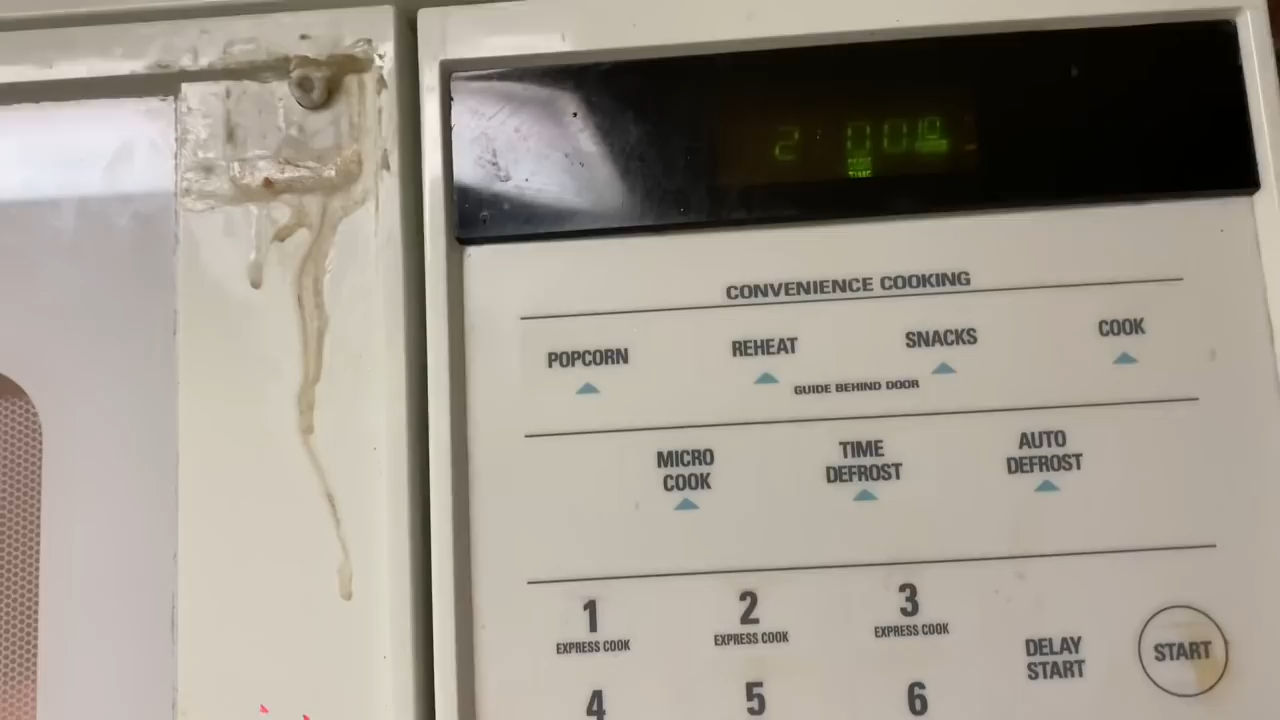 2 : 00
TIME
CONVENIENCE COOKING
POPCORN
REHEAT
SNACKS
COOK
GUIDE BEHIND DOOR
MICRO
COOK
TIME
DEFROST
AUTO
DEFROST
1
2
3
EXPRESS COOK
EXPRESS COOK
EXPRESS COOK
DELAY
START
START
4
5
6